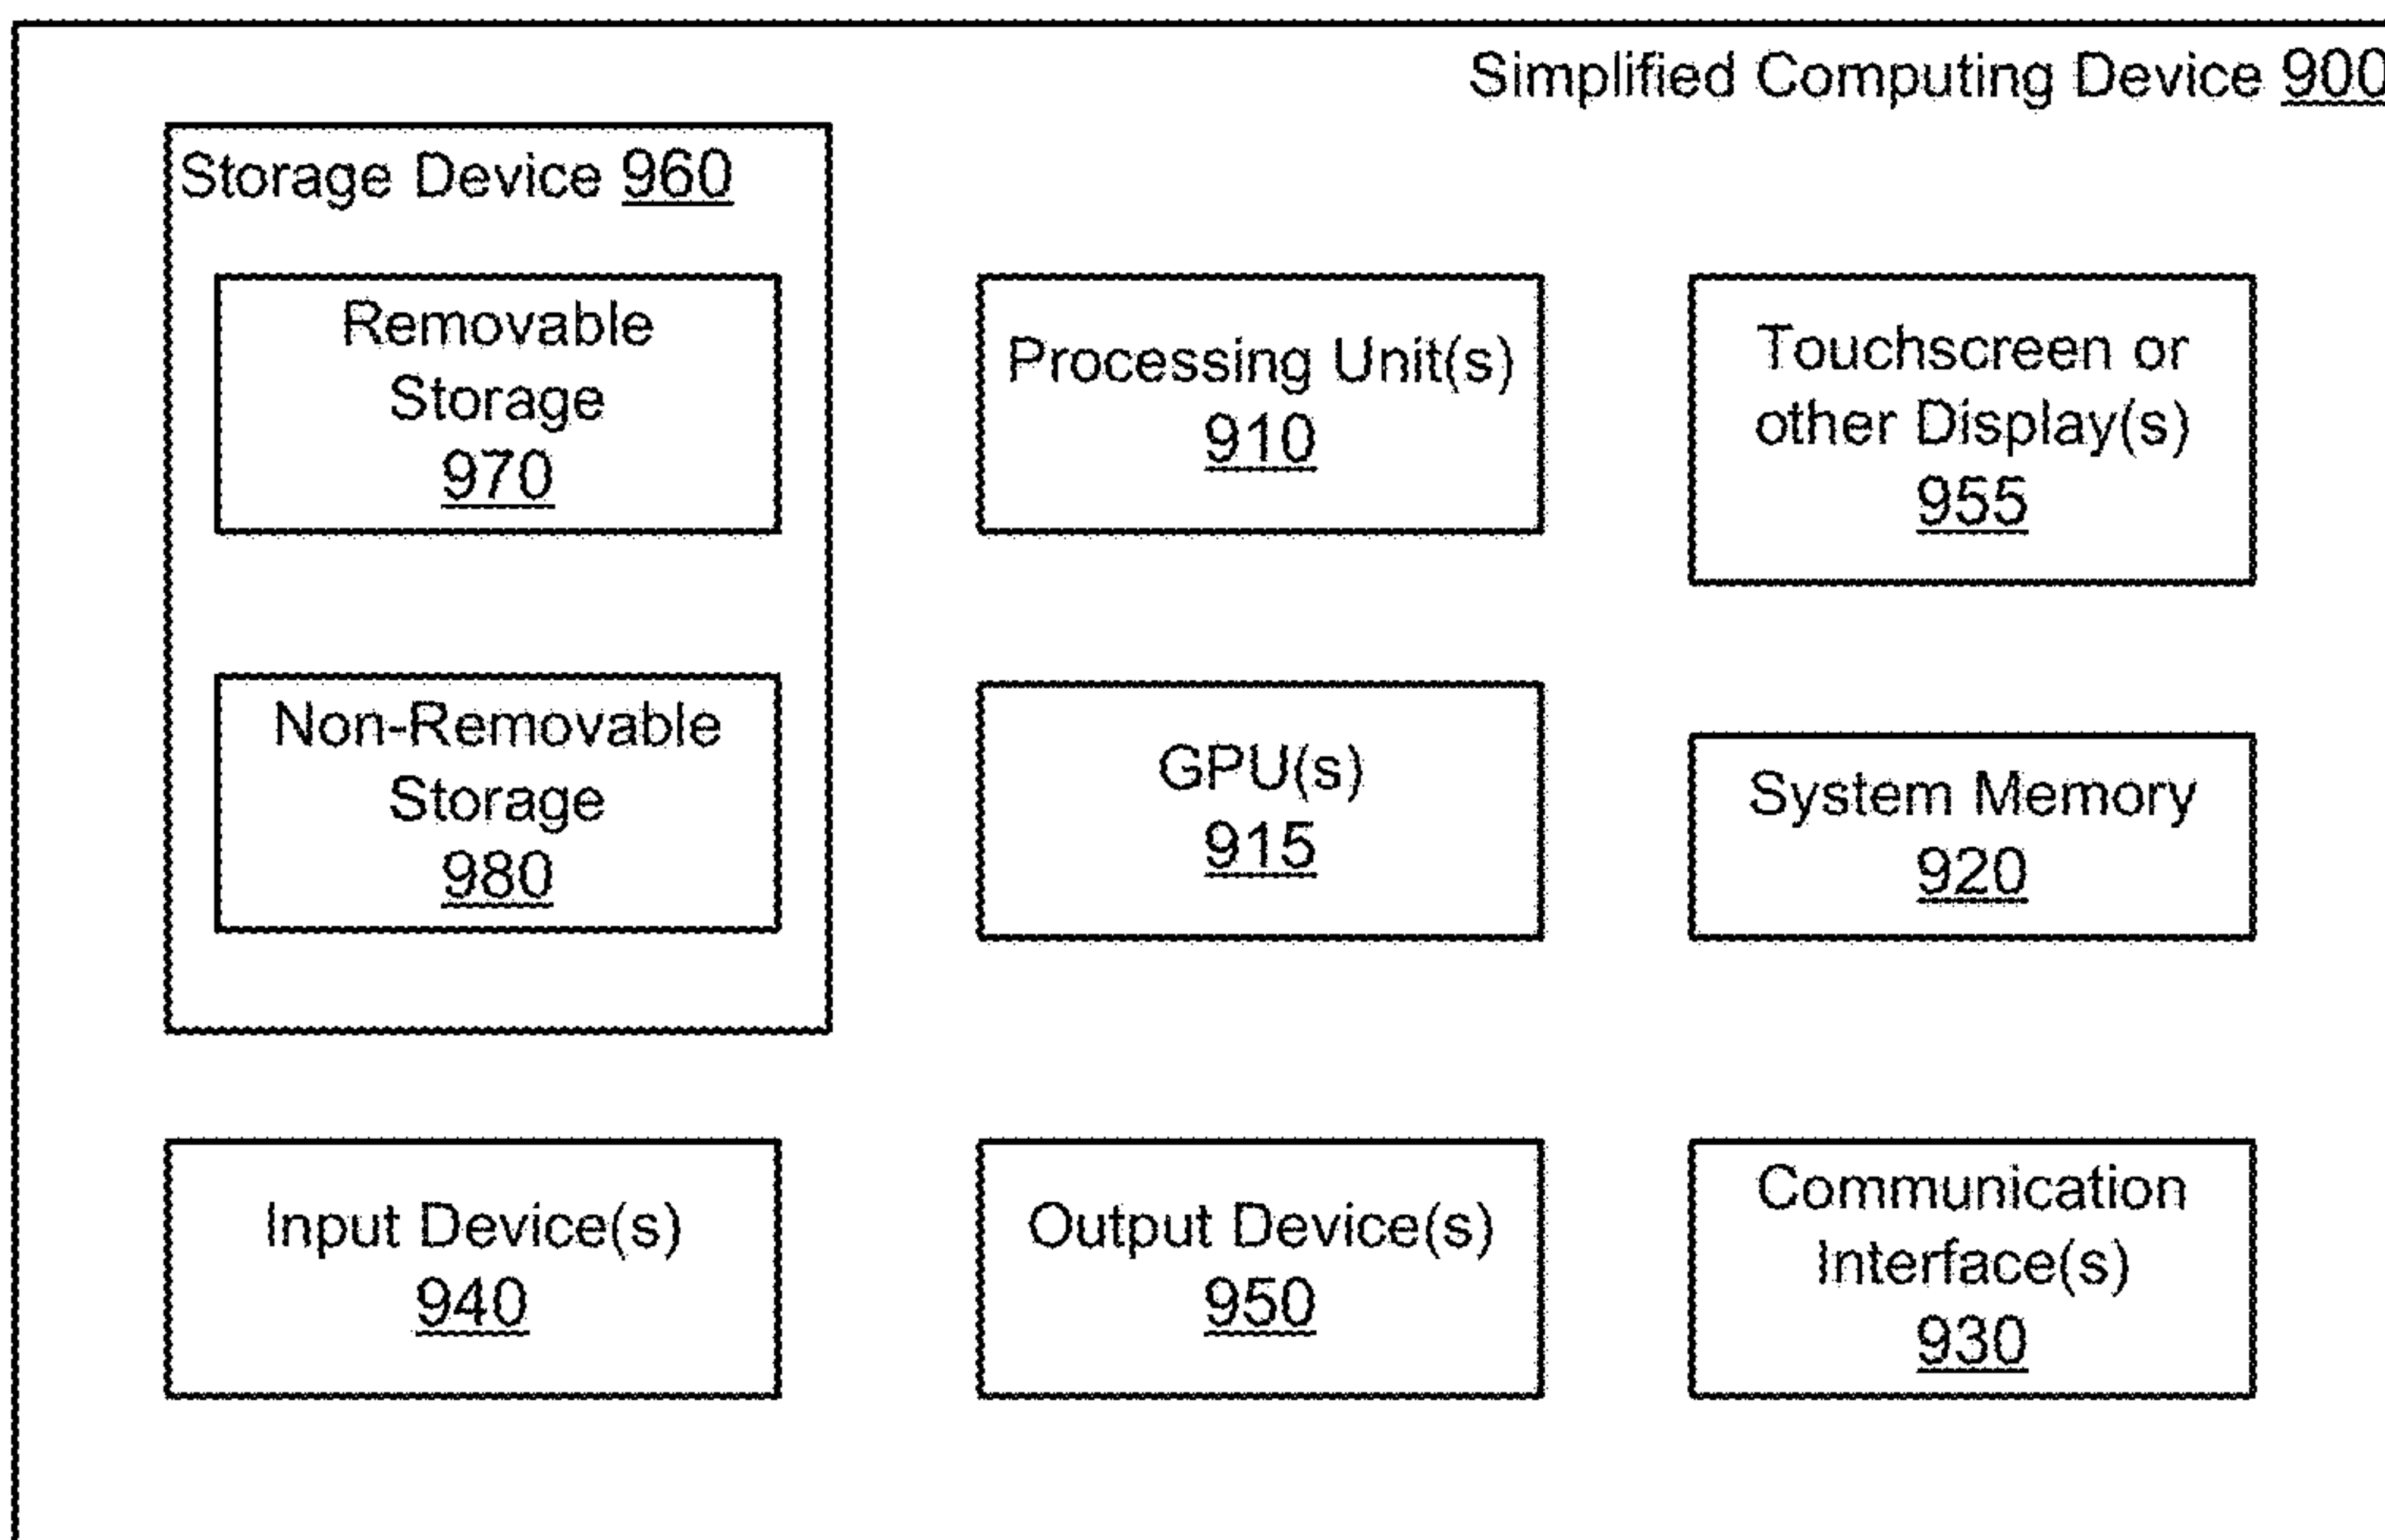 Simplified Computing Device 900
Storage Device 960
Removable
Storage
970
Processing Unit(s)
910
Touchscreen or
other Display(s)
955
Non-Removable
Storage
980
GPU(s)
915
System Memory
920
Input Device(s)
940
Output Device(s)
950
Communication
Interface(s)
930